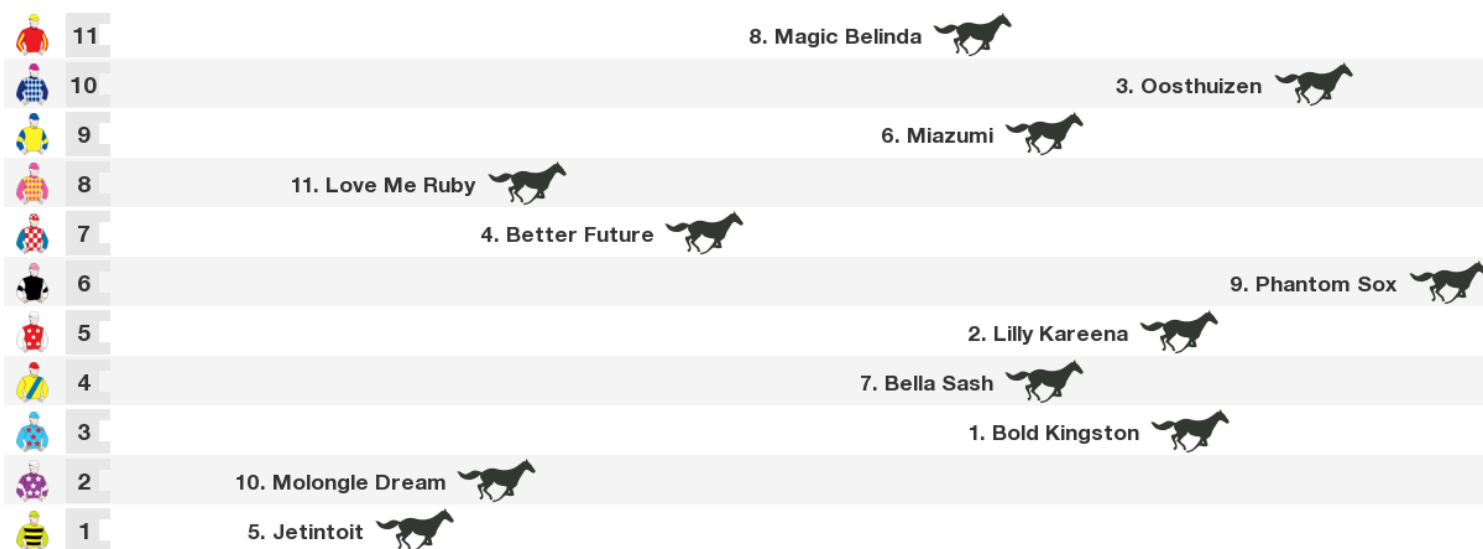 11 8. Magic Belinda
10 3. Oosthuizen
9 6. Miazumi
8 11. Love Me Ruby
7 4. Better Future
6 9. Phantom Sox
5 2. Lilly Kareena
4 7. Bella Sash
3 1. Bold Kingston
2 10. Molongle Dream
1 5. Jetintoit